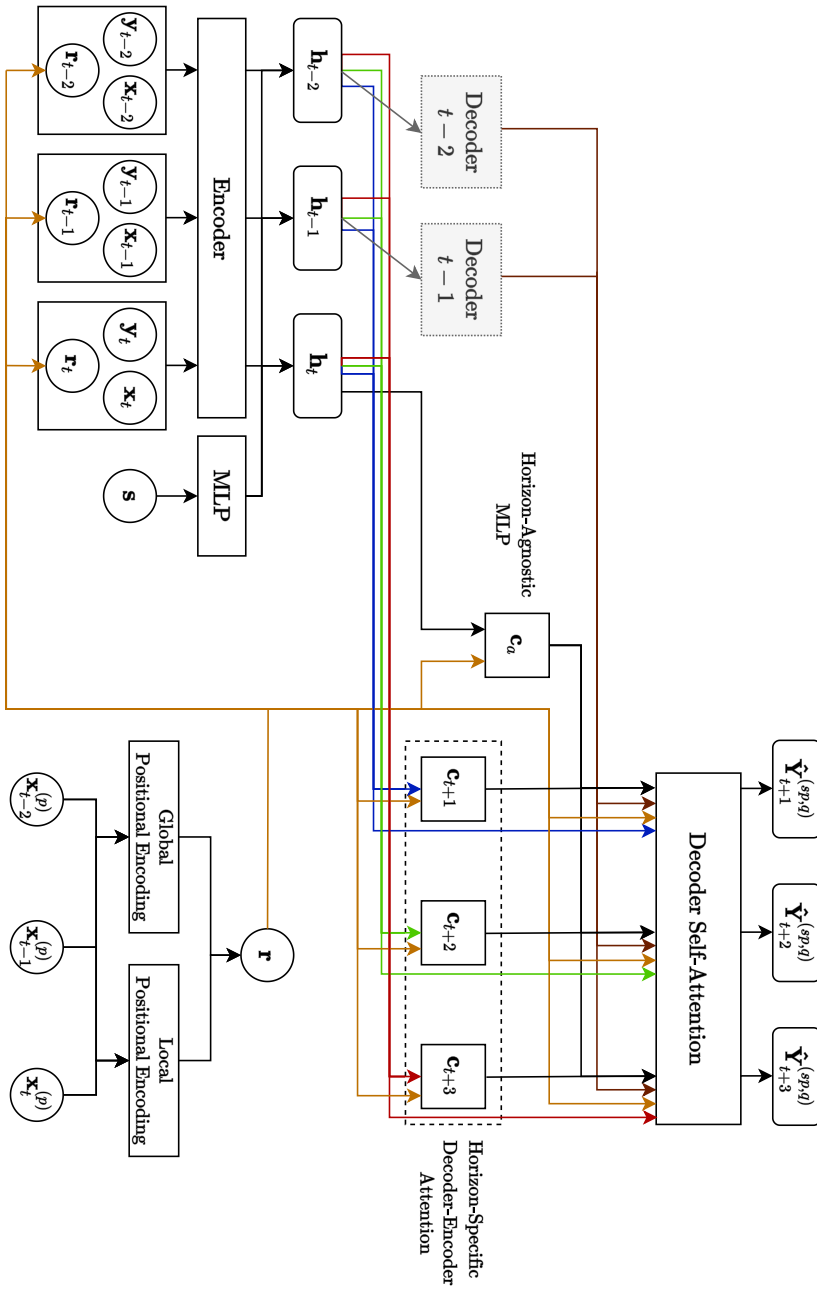 Ŷ_{t+1}^{(sp,q)}
Ŷ_{t+2}^{(sp,q)}
Ŷ_{t+3}^{(sp,q)}
Decoder Self-Attention
Horizon-Agnostic
MLP
c_a
Decoder
t − 2
Decoder
t − 1
c_{t+1}
c_{t+2}
c_{t+3}
Horizon-Specific
Decoder-Encoder
Attention
h_{t−2}
h_{t−1}
h_t
Encoder
MLP
y_{t−2}
x_{t−2}
r_{t−2}
y_{t−1}
x_{t−1}
r_{t−1}
y_t
x_t
r_t
s
r
Global
Positional Encoding
Local
Positional Encoding
x_{t−2}^{(p)}
x_{t−1}^{(p)}
x_t^{(p)}